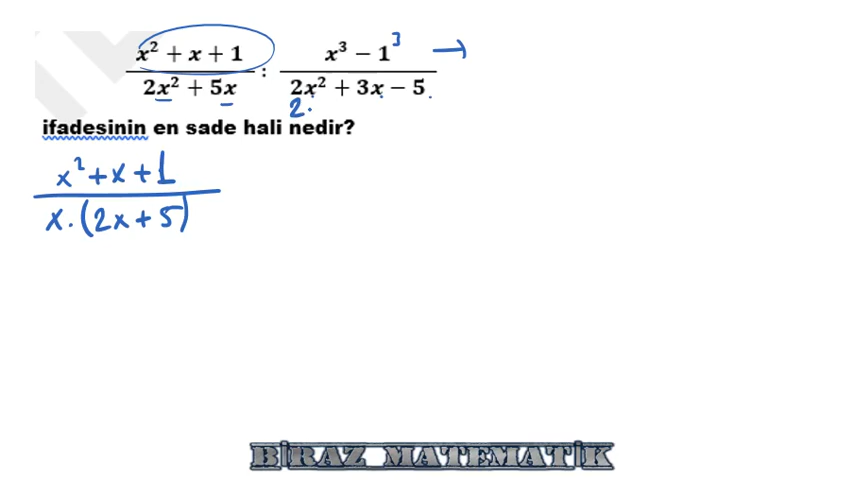 x² + x + 1 / 2x² + 5x : x³ − 1³ / 2x² + 3x − 5 →
2.
ifadesinin en sade hali nedir?
x² + x + 1
x . (2x + 5)
BİRAZ MATEMATİK